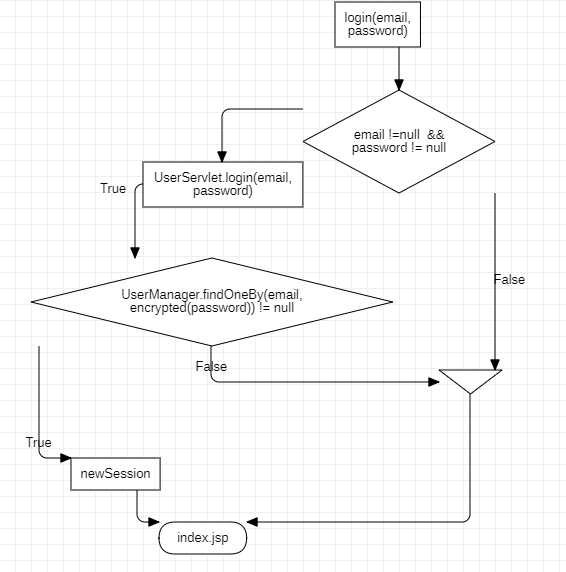 login(email,
password)
email !=null  &&
password != null
UserServlet.login(email,
password)
True
False
UserManager.findOneBy(email,
encrypted(password)) != null
False
True
newSession
index.jsp